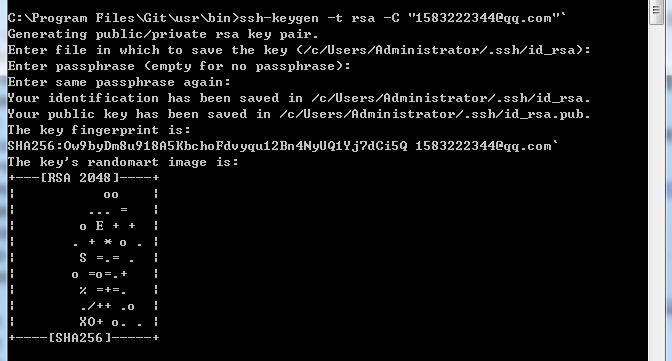 C:\Program Files\Git\usr\bin>ssh-keygen -t rsa -C "1583222344@qq.com"`
Generating public/private rsa key pair.
Enter file in which to save the key (/c/Users/Administrator/.ssh/id_rsa):
Enter passphrase (empty for no passphrase):
Enter same passphrase again:
Your identification has been saved in /c/Users/Administrator/.ssh/id_rsa.
Your public key has been saved in /c/Users/Administrator/.ssh/id_rsa.pub.
The key fingerprint is:
SHA256:Ow9byDm8u918A5KbchoFdvyqu12Bn4NyUQ1Yj7dCi5Q 1583222344@qq.com`
The key's randomart image is:
+---[RSA 2048]----+
|           oo    |
|         ... =   |
|        o E + +  |
|       . + * o . |
|        S =.= .  |
|       o =o=.+   |
|        % =+=.   |
|        ./++ .o  |
|        XO+ o. . |
+----[SHA256]-----+